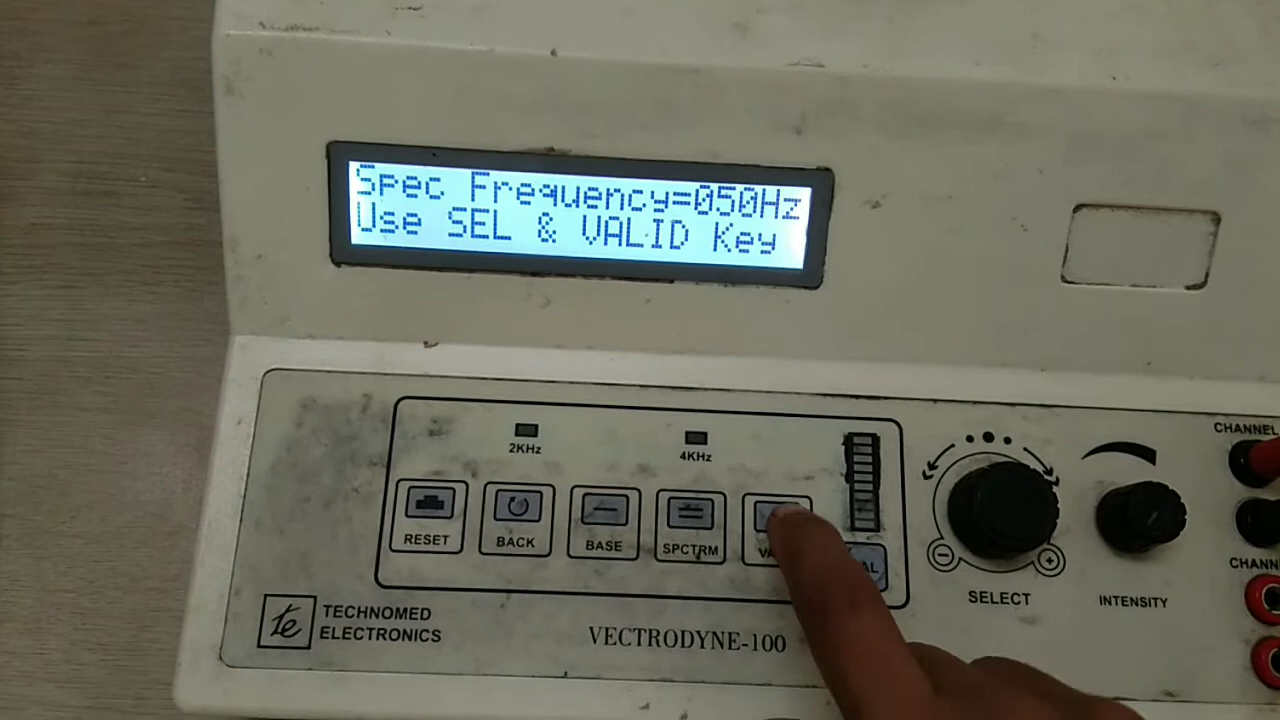 Spec Frequency=050Hz
Use SEL & VALID Key
2KHz
4KHz
RESET
BACK
BASE
SPCTRM
SELECT
INTENSITY
CHANNEL
te TECHNOMED
ELECTRONICS
VECTRODYNE-100